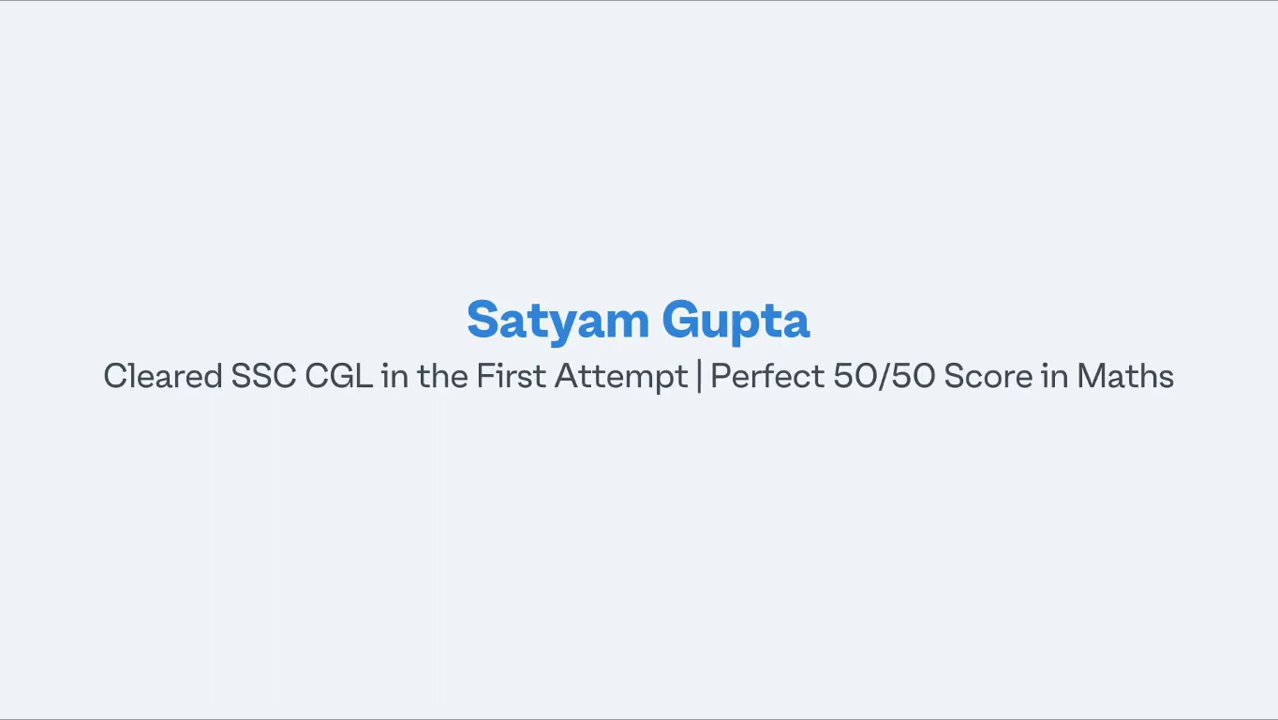 Satyam Gupta
Cleared SSC CGL in the First Attempt | Perfect 50/50 Score in Maths